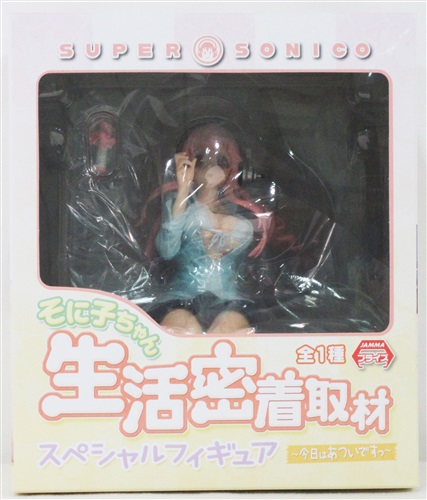 SUPER SONICO
そに子ちゃん
生活密着取材
全1種
JAMMA
プライズ
スペシャルフィギュア
～今日はあついですっ～